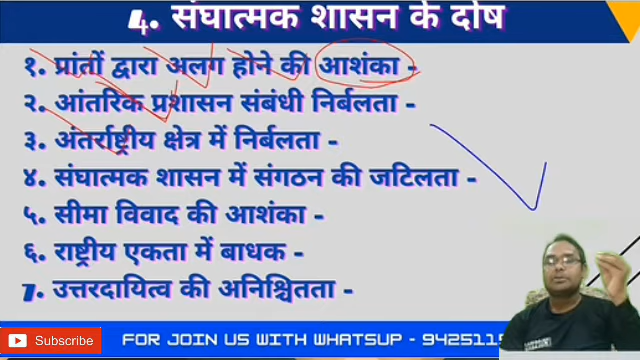 4. संघात्मक शासन के दोष
१. प्रांतों द्वारा अलग होने की आशंका -
२. आंतरिक प्रशासन संबंधी निर्बलता -
३. अंतर्राष्ट्रीय क्षेत्र में निर्बलता -
४. संघात्मक शासन में संगठन की जटिलता -
५. सीमा विवाद की आशंका -
६. राष्ट्रीय एकता में बाधक -
7. उत्तरदायित्व की अनिश्चितता -
Subscribe FOR JOIN US WITH WHATSUP - 942511